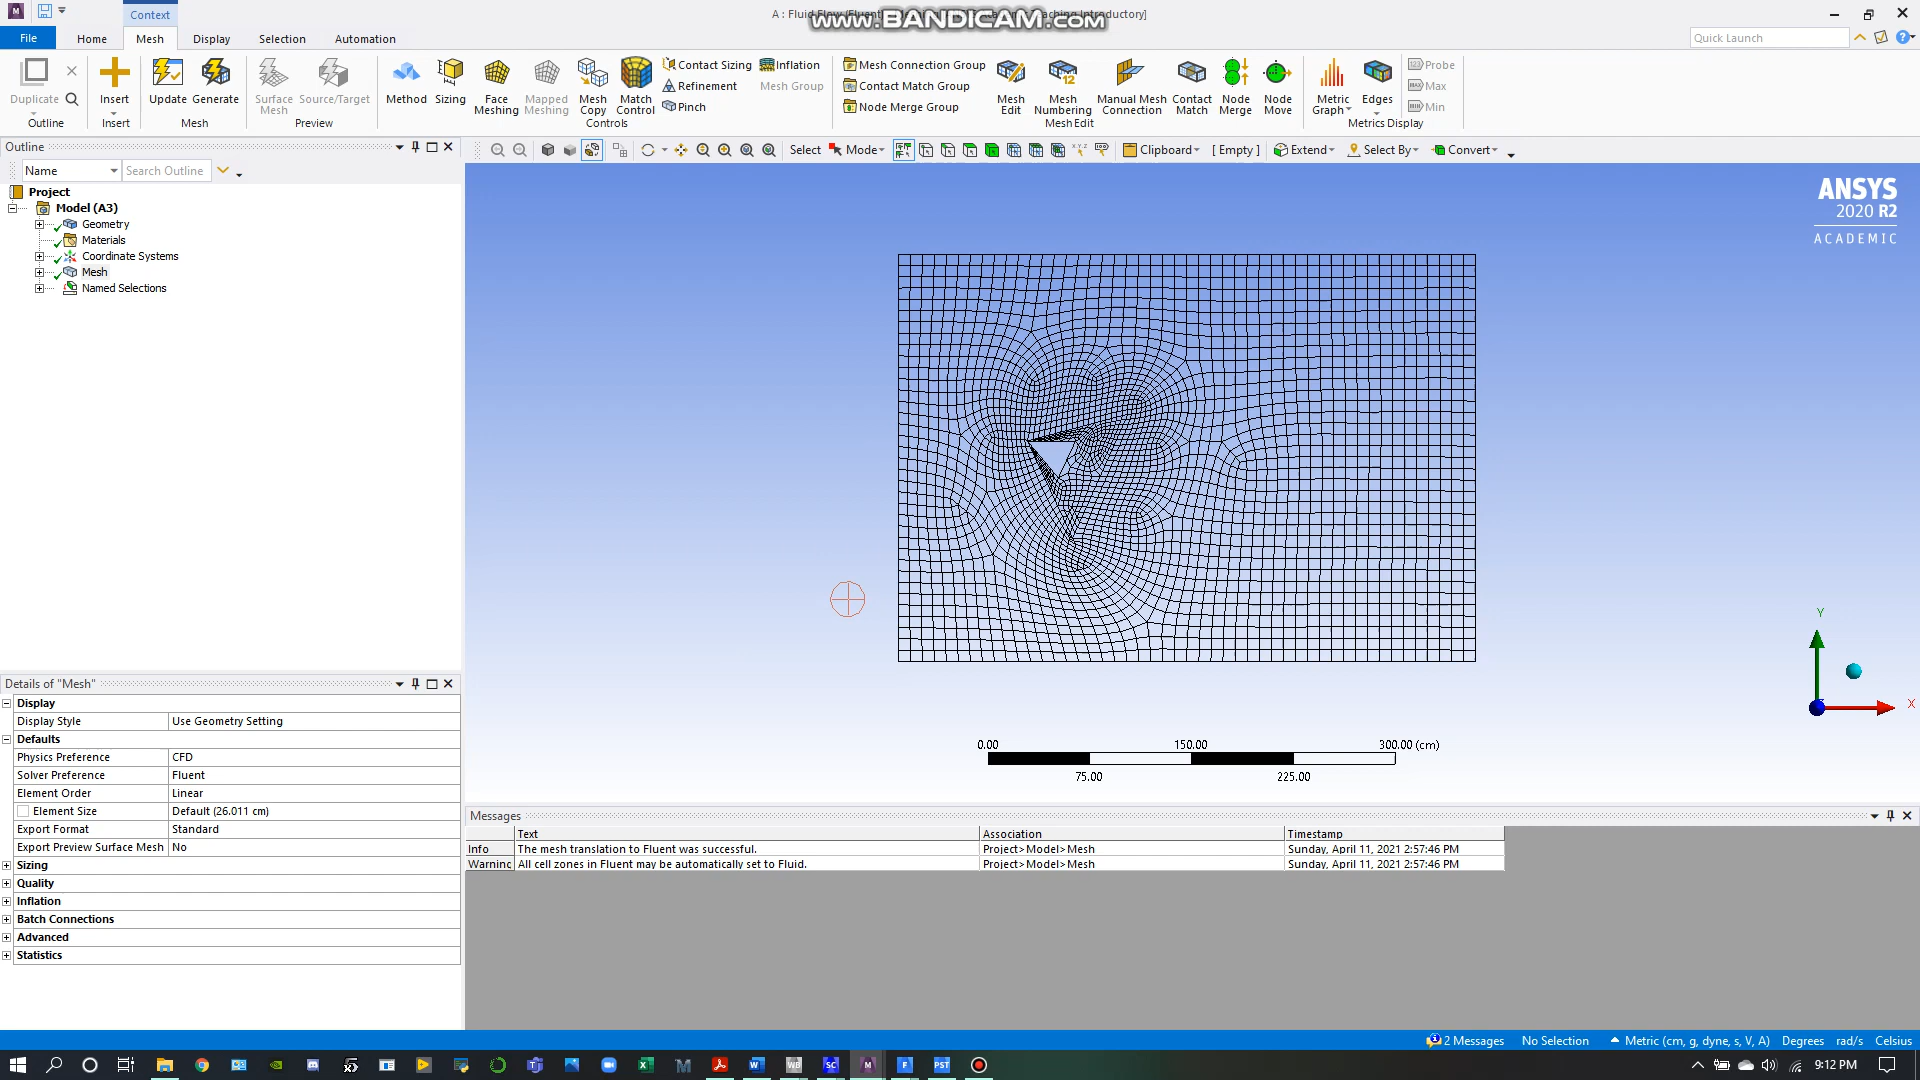 Context
A : Fluid Flow (Fluent)
aching Introductory]
www.BANDICAM.com
File
Home
Mesh
Display
Selection
Automation
Quick Launch
Duplicate
Outline
Insert
Insert
Update
Generate
Mesh
Surface Mesh
Source/Target
Preview
Method
Sizing
Face Meshing
Mapped Meshing
Mesh Copy
Match Control
Contact Sizing
Refinement
Pinch
Inflation
Mesh Group
Controls
Mesh Connection Group
Contact Match Group
Node Merge Group
Mesh Edit
Mesh Numbering
Manual Mesh Connection
Contact Match
Node Merge
Node Move
Mesh Edit
Metric Graph
Edges
Probe
Max
Min
Metrics Display
Outline
Select
Mode
Clipboard
[ Empty ]
Extend
Select By
Convert
Name
Search Outline
Project
Model (A3)
Geometry
Materials
Coordinate Systems
Mesh
Named Selections
ANSYS
2020 R2
ACADEMIC
Y
X
0.00
150.00
300.00 (cm)
75.00
225.00
Details of "Mesh"
Display
Display Style
Use Geometry Setting
Defaults
Physics Preference
CFD
Solver Preference
Fluent
Element Order
Linear
Element Size
Default (26.011 cm)
Export Format
Standard
Export Preview Surface Mesh
No
Sizing
Quality
Inflation
Batch Connections
Advanced
Statistics
Messages
Text
Association
Timestamp
Info
The mesh translation to Fluent was successful.
Project>Model>Mesh
Sunday, April 11, 2021 2:57:46 PM
Warninc
All cell zones in Fluent may be automatically set to Fluid.
Project>Model>Mesh
Sunday, April 11, 2021 2:57:46 PM
2 Messages
No Selection
Metric (cm, g, dyne, s, V, A)
Degrees
rad/s
Celsius
9:12 PM